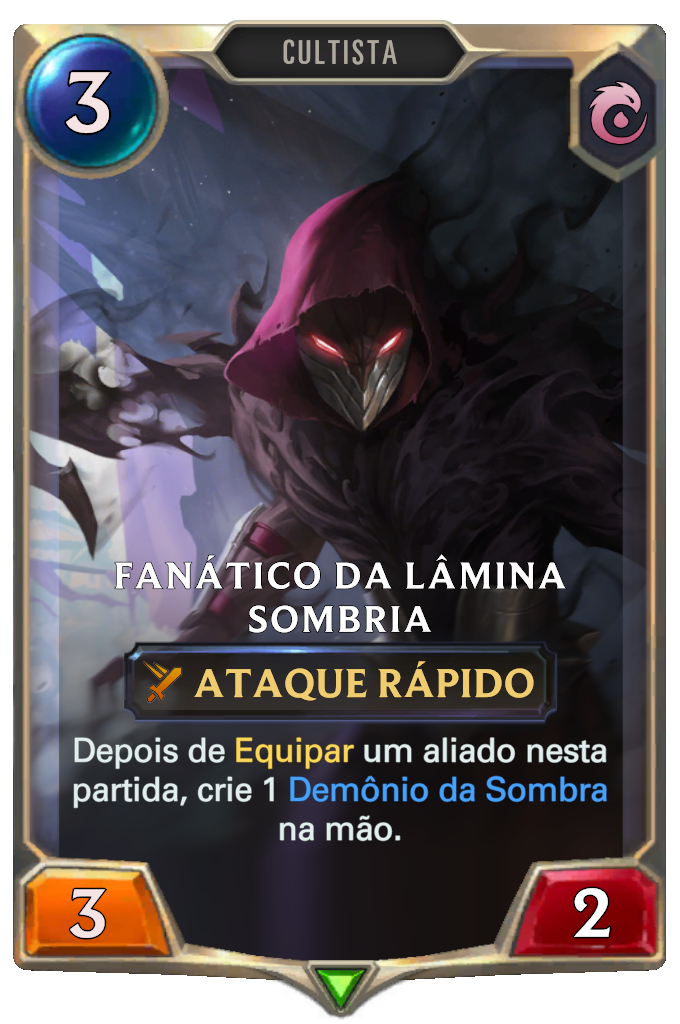 CULTISTA
3
FANÁTICO DA LÂMINA
SOMBRIA
ATAQUE RÁPIDO
Depois de Equipar um aliado nesta
partida, crie 1 Demônio da Sombra
na mão.
3
2